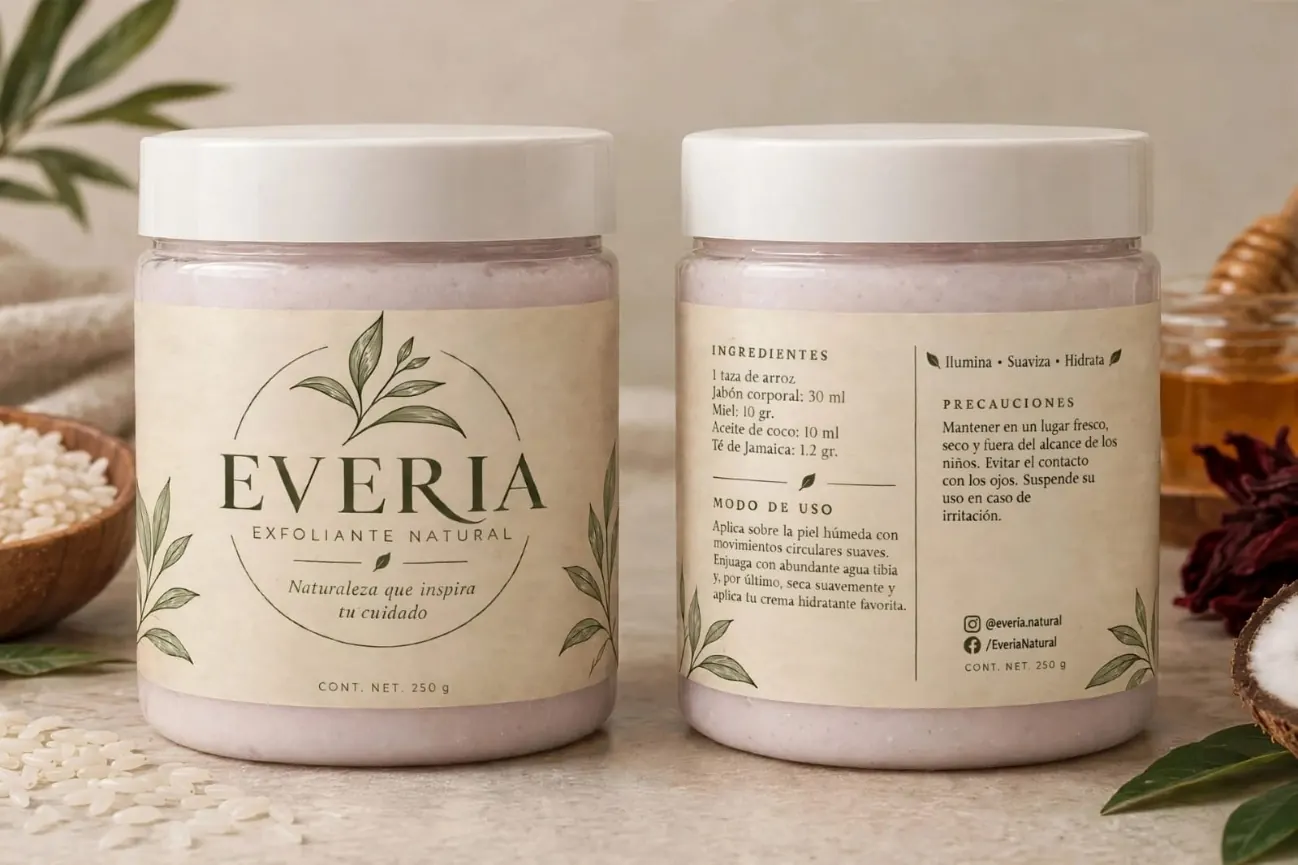 EVERIA
EXFOLIANTE NATURAL
Naturaleza que inspira
tu cuidado
CONT. NET. 250 g
INGREDIENTES
1 taza de arroz
Jabón corporal: 30 ml
Miel: 10 gr.
Aceite de coco: 10 ml
Té de Jamaica: 1.2 gr.
MODO DE USO
Aplica sobre la piel húmeda con
movimientos circulares suaves.
Enjuaga con abundante agua tibia
y, por último, seca suavemente y
aplica tu crema hidratante favorita.
Ilumina • Suaviza • Hidrata
PRECAUCIONES
Mantener en un lugar fresco,
seco y fuera del alcance de los
niños. Evitar el contacto
con los ojos. Suspende su
uso en caso de
irritación.
@everia.natural
/EveriaNatural
CONT. NET. 250 g